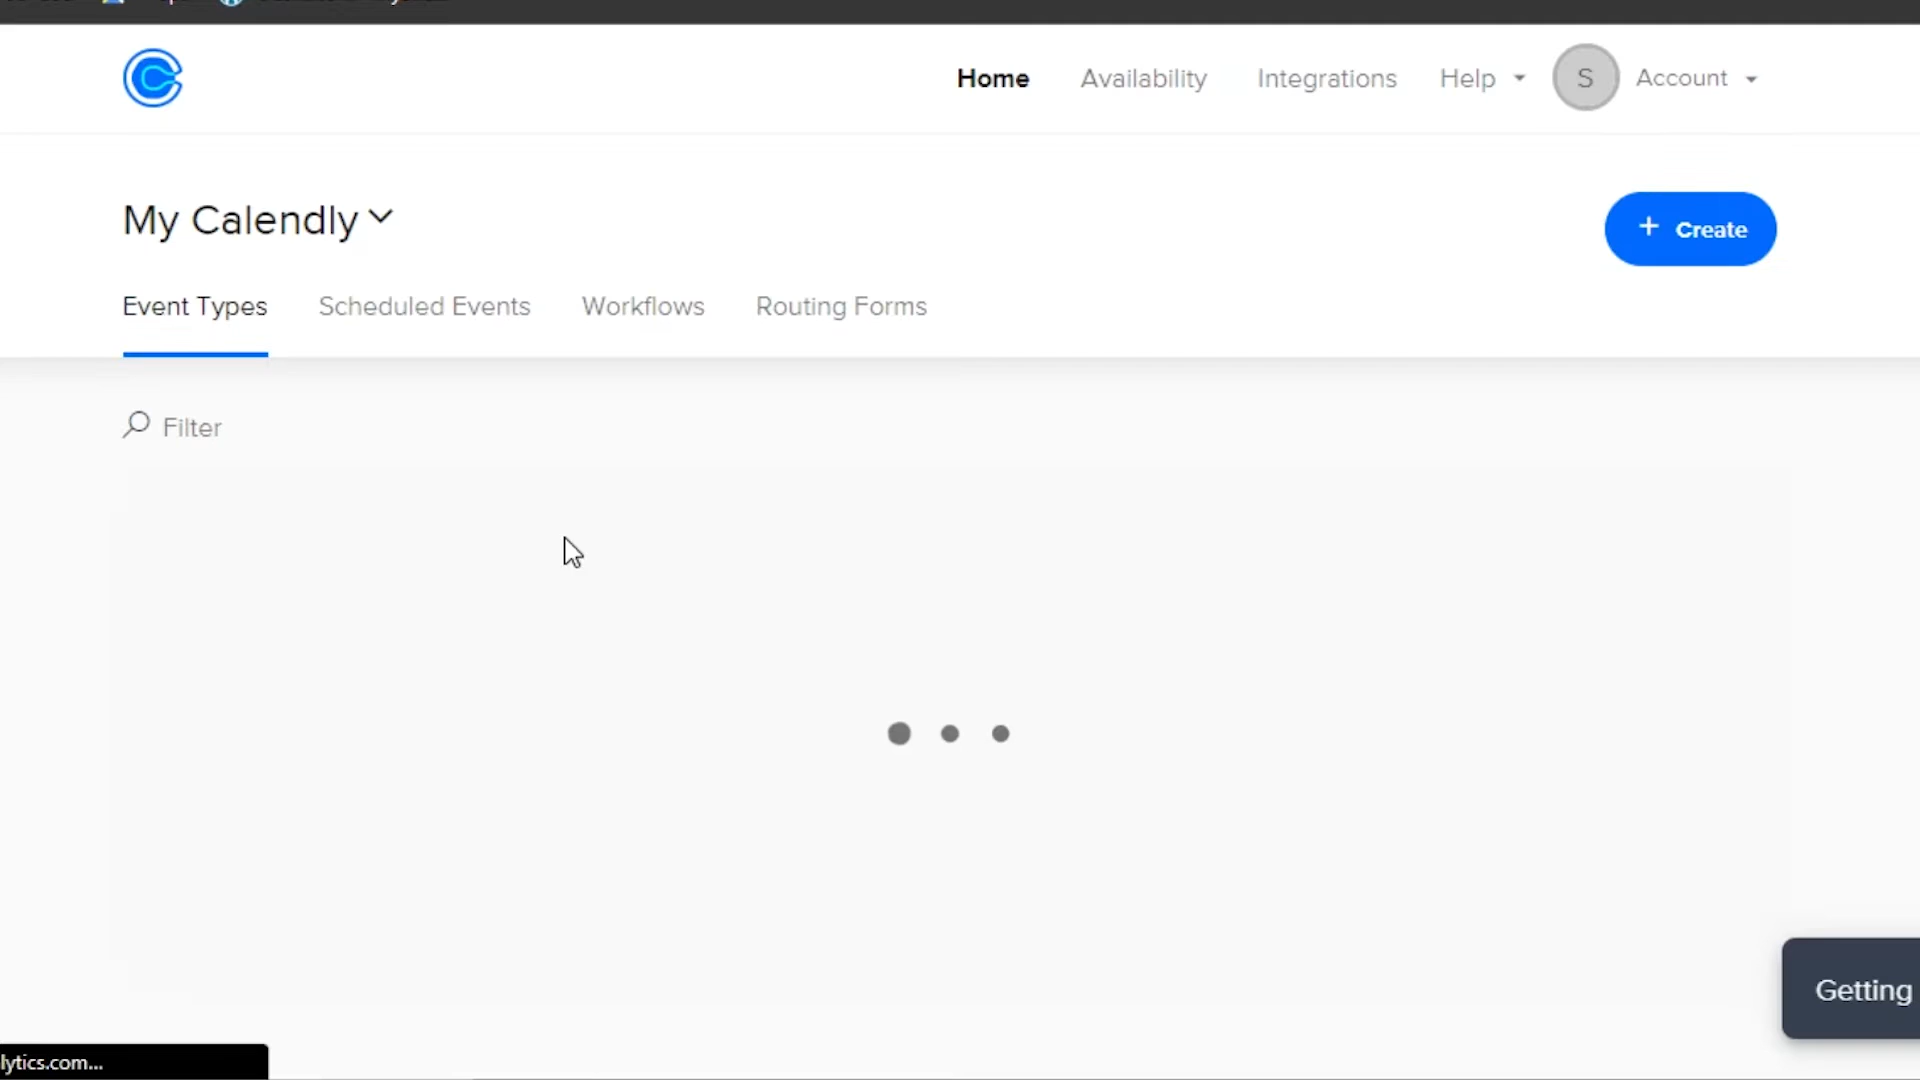 Home Availability Integrations Help S Account
My Calendly
+ Create
Event Types Scheduled Events Workflows Routing Forms
Filter
Getting
lytics.com...